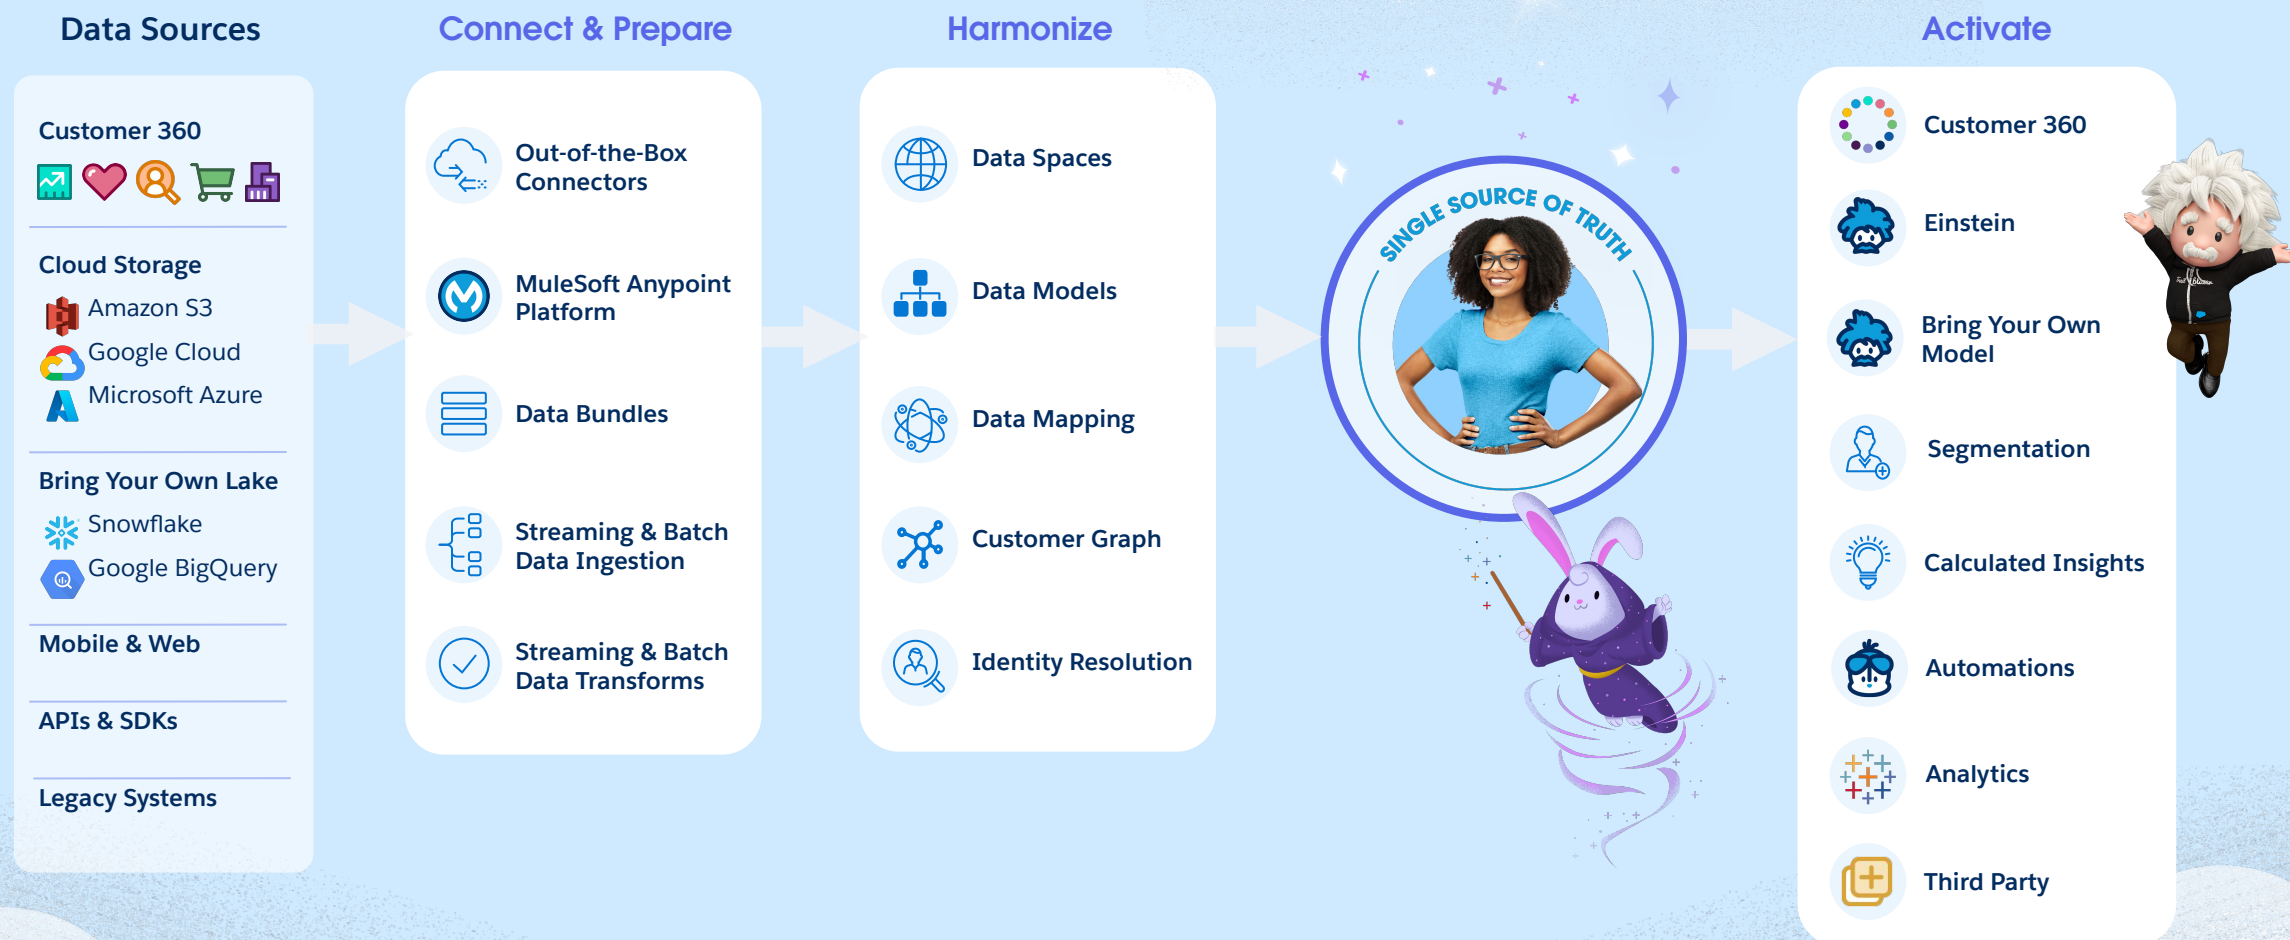 Data Sources
Customer 360
Cloud Storage
Amazon S3
Google Cloud
Microsoft Azure
Bring Your Own Lake
Snowflake
Google BigQuery
Mobile & Web
APIs & SDKs
Legacy Systems
Connect & Prepare
Out-of-the-Box
Connectors
MuleSoft Anypoint
Platform
Data Bundles
Streaming & Batch
Data Ingestion
Streaming & Batch
Data Transforms
Harmonize
Data Spaces
Data Models
Data Mapping
Customer Graph
Identity Resolution
SINGLE SOURCE OF TRUTH
Activate
Customer 360
Einstein
Bring Your Own
Model
Segmentation
Calculated Insights
Automations
Analytics
Third Party